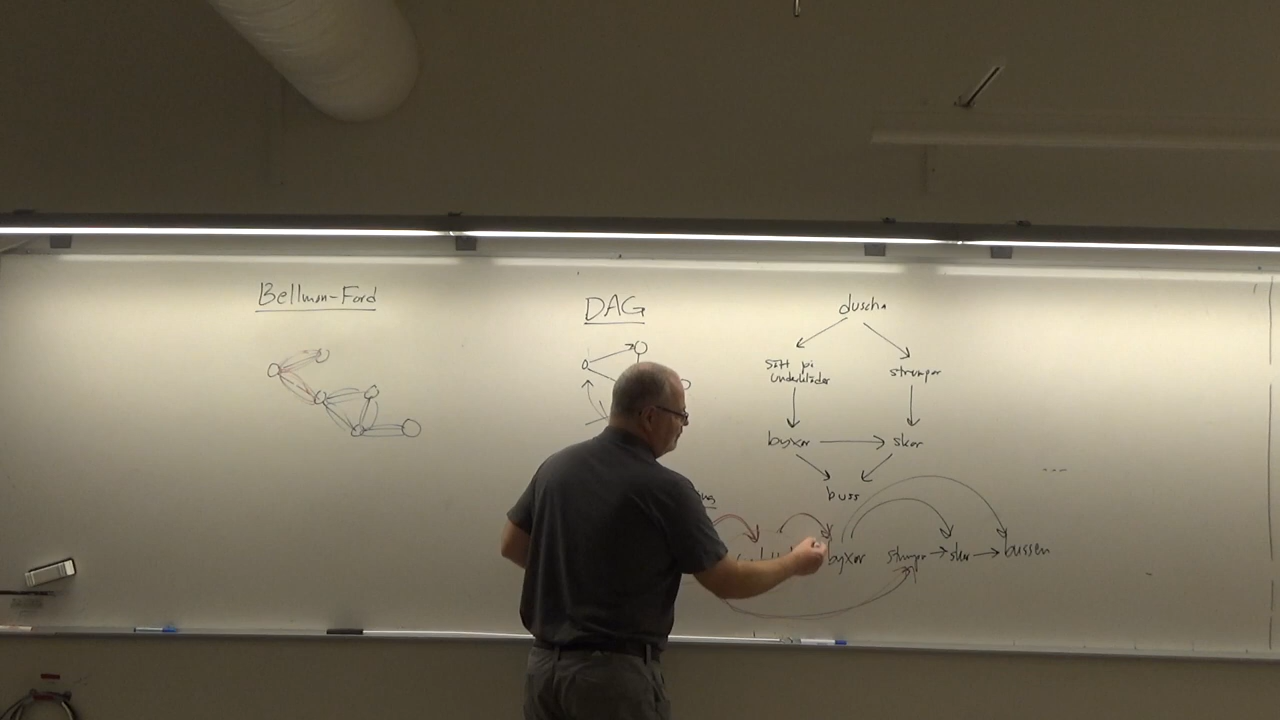 Bellman-Ford
DAG
duscha
sätt på
underkläder
strumpor
byxor
skor
buss
byxor strumpor skor bussen